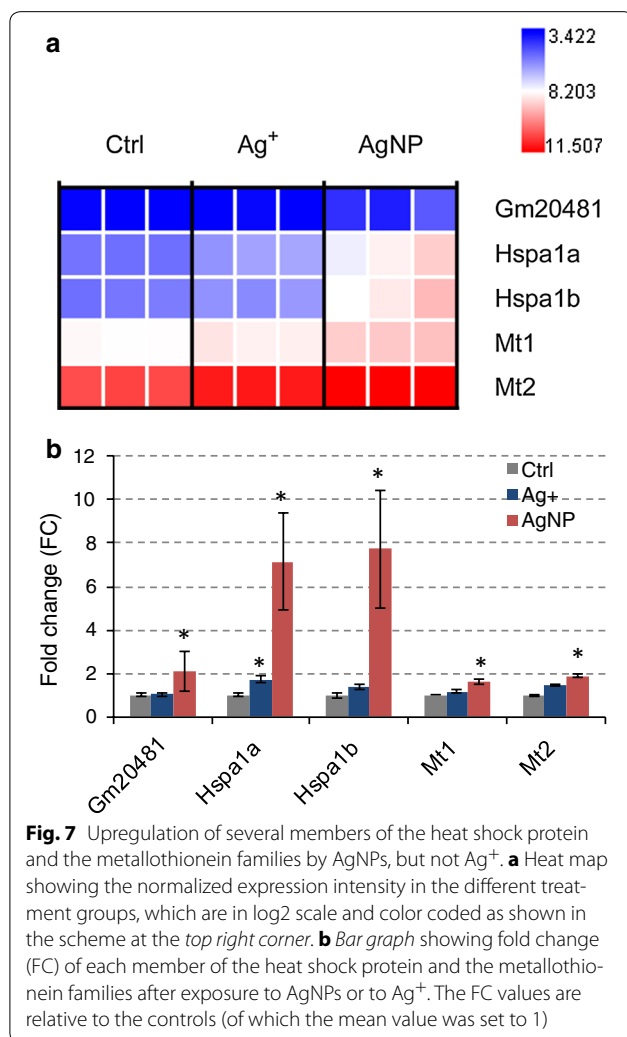 a
3.422
8.203
11.507
Ctrl Ag⁺ AgNP
Gm20481
Hspa1a
Hspa1b
Mt1
Mt2
b
12
10
8
6
4
2
0
Fold change (FC)
Ctrl
Ag+
AgNP
*
*
*
*
*
*
Gm20481
Hspa1a
Hspa1b
Mt1
Mt2
Fig. 7 Upregulation of several members of the heat shock protein
and the metallothionein families by AgNPs, but not Ag⁺. a Heat map
showing the normalized expression intensity in the different treat-
ment groups, which are in log2 scale and color coded as shown in
the scheme at the top right corner. b Bar graph showing fold change
(FC) of each member of the heat shock protein and the metallothio-
nein families after exposure to AgNPs or to Ag⁺. The FC values are
relative to the controls (of which the mean value was set to 1)